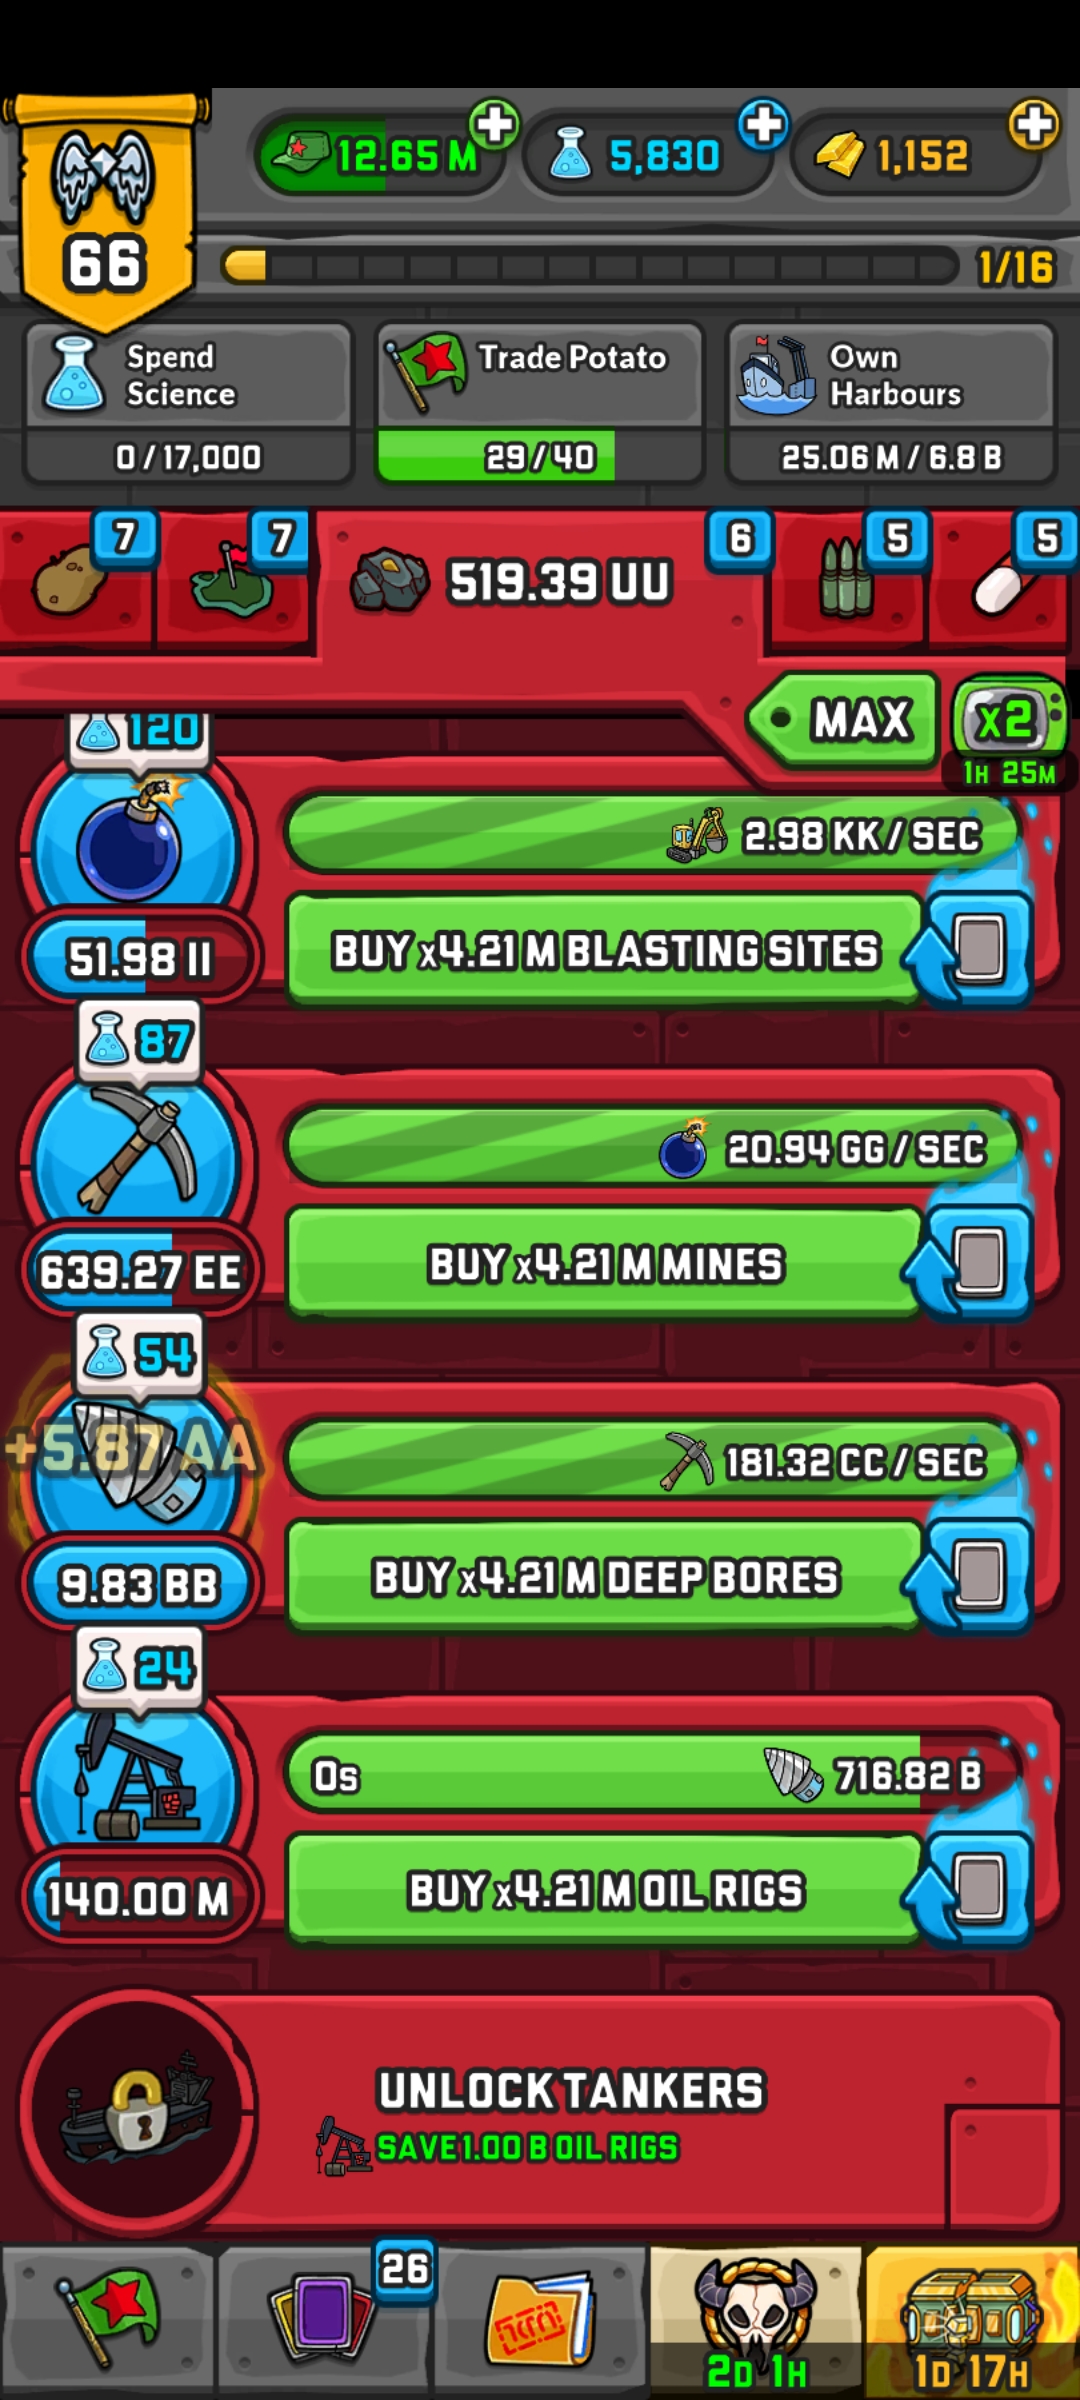 12.65 M
5,830
1,152
66
1/16
Spend
Science
0/17,000
Trade Potato
29/40
Own
Harbours
25.06 M/6.8 B
7
7
519.39 UU
6
5
5
MAX
x2
1H 25M
120
2.98 KK/SEC
51.98 II
BUY x4.21 M BLASTING SITES
87
20.94 GG/SEC
639.27 EE
BUY x4.21 M MINES
54
+5.87 AA
181.32 CC/SEC
9.83 BB
BUY x4.21 M DEEP BORES
24
0s
716.82 B
140.00 M
BUY x4.21 M OIL RIGS
UNLOCK TANKERS
SAVE 1.00 B OIL RIGS
26
2D 1H
1D 17H